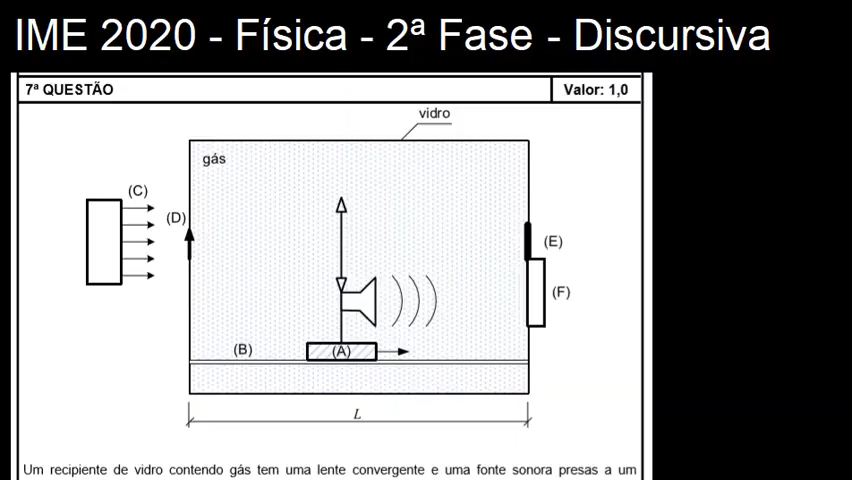 IME 2020 - Física - 2ª Fase - Discursiva
7ª QUESTÃO
Valor: 1,0
vidro
gás
(C)
(D)
(E)
(F)
(B)
(A)
L
Um recipiente de vidro contendo gás tem uma lente convergente e uma fonte sonora presas a um